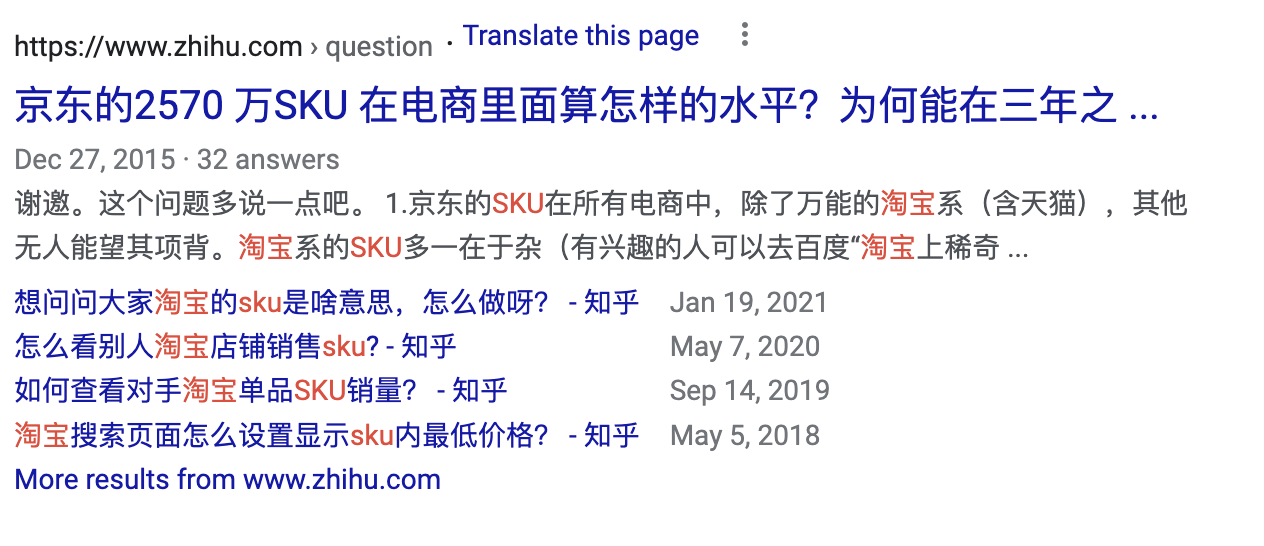 https://www.zhihu.com › question · Translate this page
京东的2570 万SKU 在电商里面算怎样的水平？为何能在三年之 ...
Dec 27, 2015 · 32 answers
谢邀。这个问题多说一点吧。 1.京东的SKU在所有电商中，除了万能的淘宝系（含天猫），其他
无人能望其项背。淘宝系的SKU多一在于杂（有兴趣的人可以去百度“淘宝上稀奇 ...
想问问大家淘宝的sku是啥意思，怎么做呀？ - 知乎 Jan 19, 2021
怎么看别人淘宝店铺销售sku? - 知乎 May 7, 2020
如何查看对手淘宝单品SKU销量？ - 知乎 Sep 14, 2019
淘宝搜索页面怎么设置显示sku内最低价格？ - 知乎 May 5, 2018
More results from www.zhihu.com